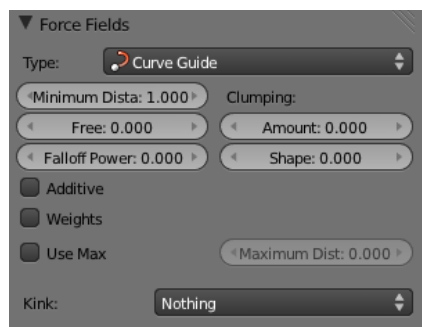 Force Fields
Type: Curve Guide
Minimum Dista: 1.000 Clumping:
Free: 0.000 Amount: 0.000
Falloff Power: 0.000 Shape: 0.000
Additive
Weights
Use Max Maximum Dist: 0.000
Kink: Nothing